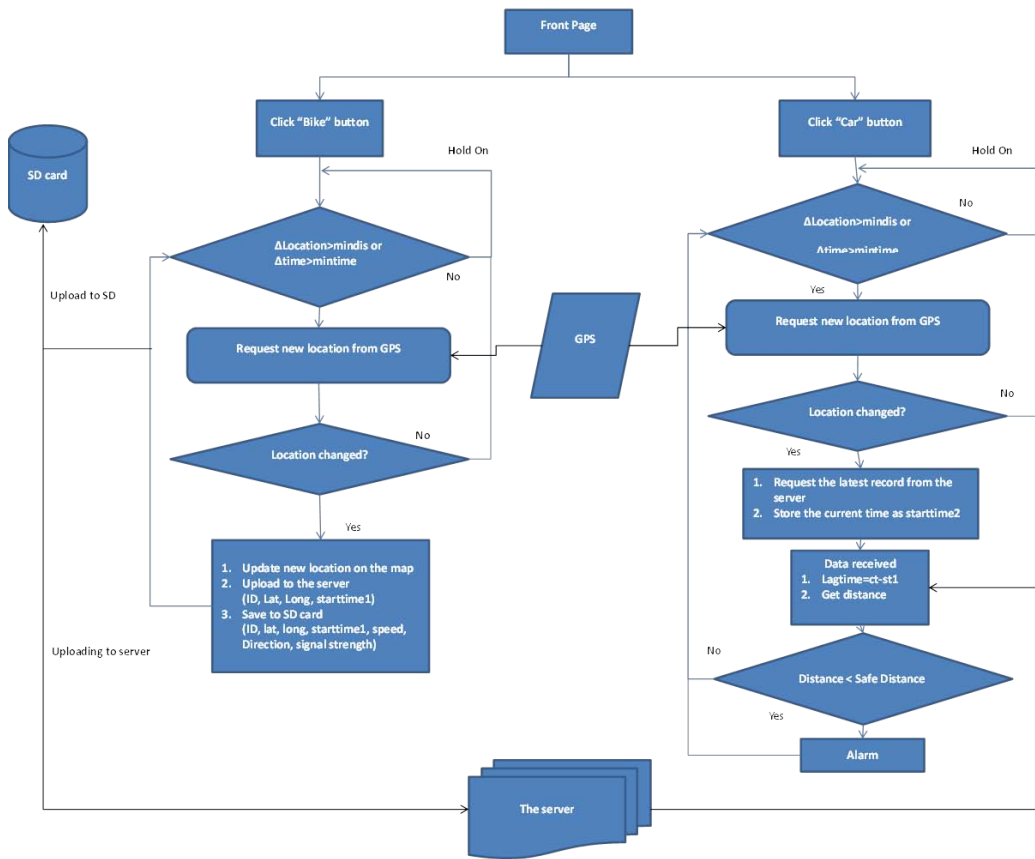 Front Page
Click “Bike” button
Click “Car” button
Hold On
Hold On
SD card
No
ΔLocation>mindis or
Δtime>mintime
ΔLocation>mindis or
Δtime>mintime
No
Yes
Upload to SD
Request new location from GPS
GPS
Request new location from GPS
No
Location changed?
No
Location changed?
Yes
1. Request the latest record from the
server
2. Store the current time as starttime2
Yes
1. Update new location on the map
2. Upload to the server
(ID, Lat, Long, starttime1)
3. Save to SD card
(ID, lat, long, starttime1, speed,
Direction, signal strength)
Data received
1. Lagtime=ct-st1
2. Get distance
Uploading to server
No
Distance < Safe Distance
Yes
Alarm
The server